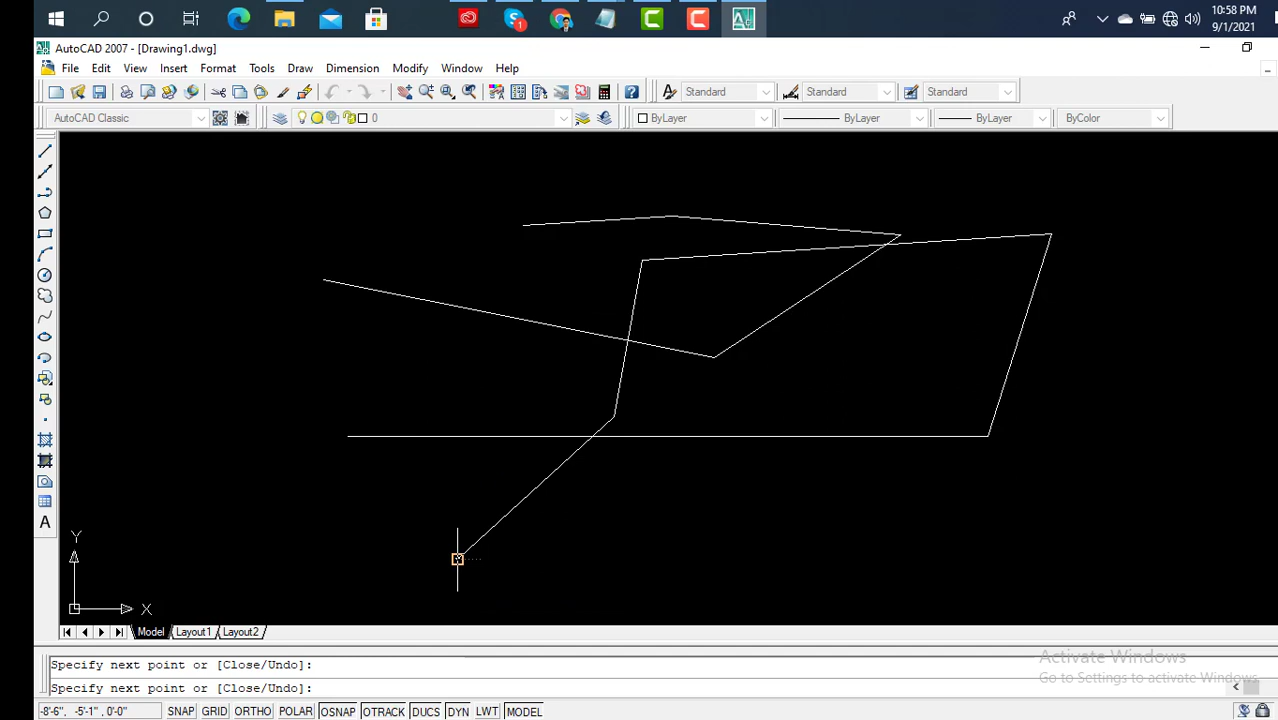 10:58 PM
9/1/2021
AutoCAD 2007 - [Drawing1.dwg]
File Edit View Insert Format Tools Draw Dimension Modify Window Help
Standard Standard Standard
AutoCAD Classic 0 ByLayer ByLayer ByColor
A
Y
X
Model Layout1 Layout2
Specify next point or [Close/Undo]:
Specify next point or [Close/Undo]:
Activate Windows
Go to Settings to activate Windows.
-8'-6", -5'-1", 0'-0" SNAP GRID ORTHO POLAR OSNAP OTRACK DUCS DYN LWT MODEL